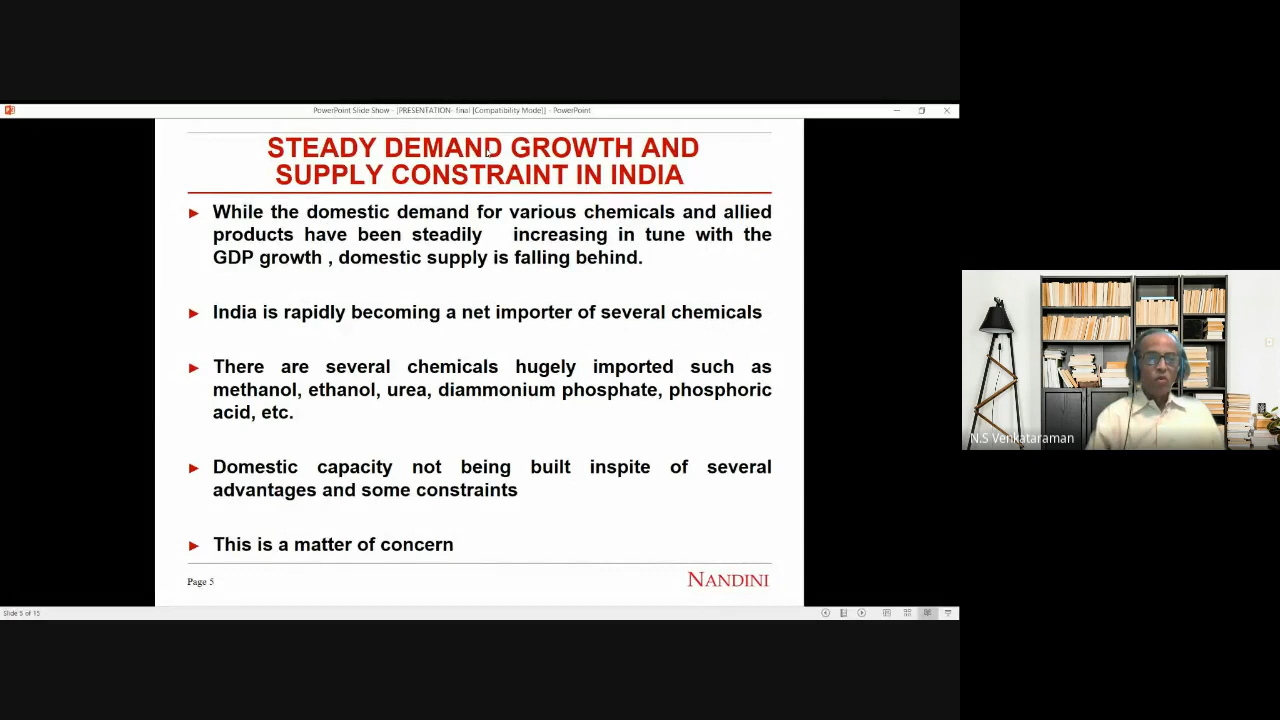 PowerPoint Slide Show - [PRESENTATION- final [Compatibility Mode]] - PowerPoint
STEADY DEMAND GROWTH AND
SUPPLY CONSTRAINT IN INDIA
► While the domestic demand for various chemicals and allied
products have been steadily increasing in tune with the
GDP growth , domestic supply is falling behind.
► India is rapidly becoming a net importer of several chemicals
► There are several chemicals hugely imported such as
methanol, ethanol, urea, diammonium phosphate, phosphoric
acid, etc.
► Domestic capacity not being built inspite of several
advantages and some constraints
► This is a matter of concern
Page 5
NANDINI
Slide 5 of 15
N.S Venkataraman